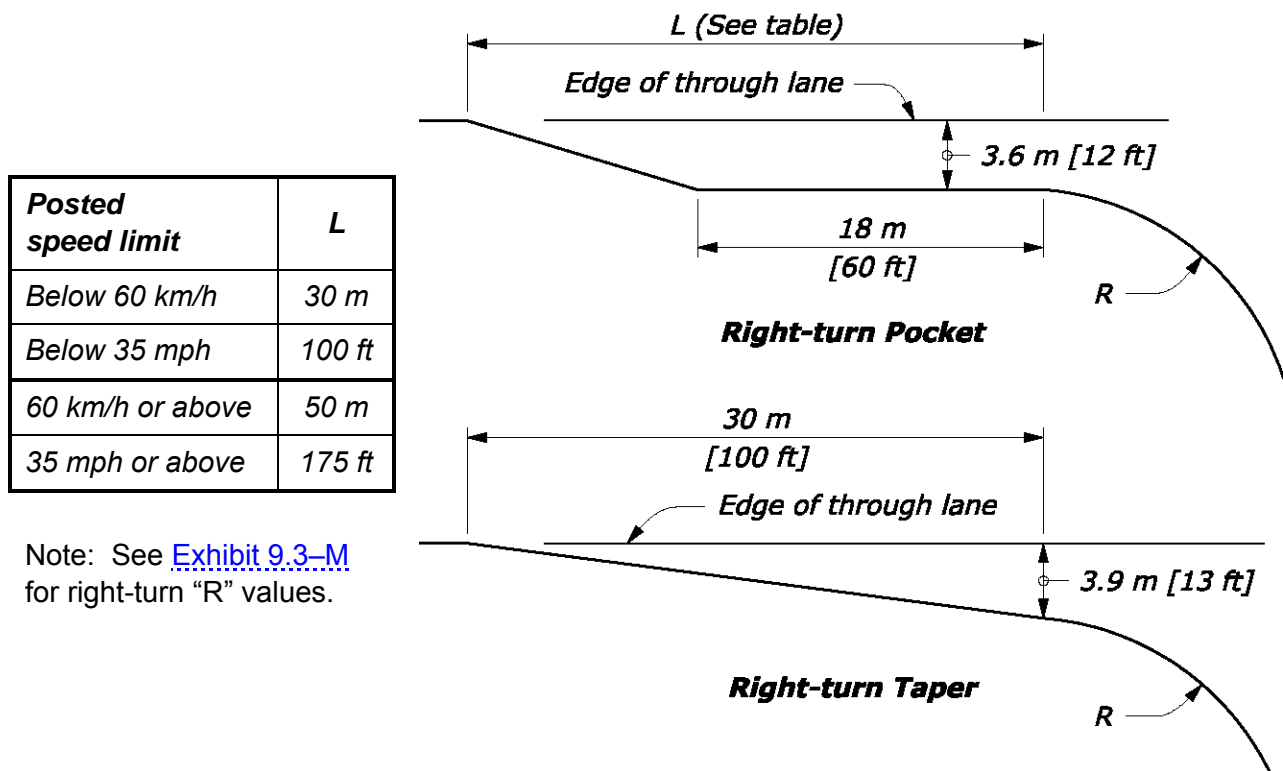 Posted
speed limit
L
Below 60 km/h
30 m
Below 35 mph
100 ft
60 km/h or above
50 m
35 mph or above
175 ft
Note: See Exhibit 9.3–M
for right-turn “R” values.
L (See table)
Edge of through lane
3.6 m [12 ft]
18 m
[60 ft]
R
Right-turn Pocket
30 m
[100 ft]
Edge of through lane
3.9 m [13 ft]
Right-turn Taper
R